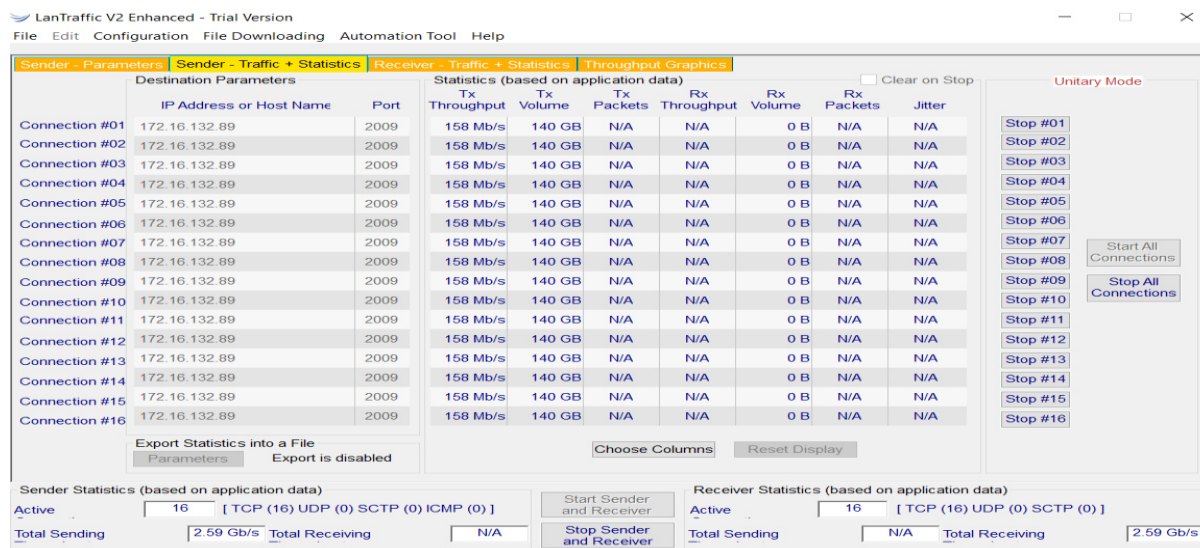 LanTraffic V2 Enhanced - Trial Version
File Edit Configuration File Downloading Automation Tool Help
Sender - Parameters Sender - Traffic + Statistics Receiver - Traffic + Statistics Throughput Graphics
Destination Parameters Statistics (based on application data) Clear on Stop Unitary Mode
IP Address or Host Name Port Tx Throughput Tx Volume Tx Packets Rx Throughput Rx Volume Rx Packets Jitter
Connection #01 172.16.132.89 2009 158 Mb/s 140 GB N/A N/A 0 B N/A N/A Stop #01
Connection #02 172.16.132.89 2009 158 Mb/s 140 GB N/A N/A 0 B N/A N/A Stop #02
Connection #03 172.16.132.89 2009 158 Mb/s 140 GB N/A N/A 0 B N/A N/A Stop #03
Connection #04 172.16.132.89 2009 158 Mb/s 140 GB N/A N/A 0 B N/A N/A Stop #04
Connection #05 172.16.132.89 2009 158 Mb/s 140 GB N/A N/A 0 B N/A N/A Stop #05
Connection #06 172.16.132.89 2009 158 Mb/s 140 GB N/A N/A 0 B N/A N/A Stop #06
Connection #07 172.16.132.89 2009 158 Mb/s 140 GB N/A N/A 0 B N/A N/A Stop #07
Connection #08 172.16.132.89 2009 158 Mb/s 140 GB N/A N/A 0 B N/A N/A Stop #08
Connection #09 172.16.132.89 2009 158 Mb/s 140 GB N/A N/A 0 B N/A N/A Stop #09
Connection #10 172.16.132.89 2009 158 Mb/s 140 GB N/A N/A 0 B N/A N/A Stop #10
Connection #11 172.16.132.89 2009 158 Mb/s 140 GB N/A N/A 0 B N/A N/A Stop #11
Connection #12 172.16.132.89 2009 158 Mb/s 140 GB N/A N/A 0 B N/A N/A Stop #12
Connection #13 172.16.132.89 2009 158 Mb/s 140 GB N/A N/A 0 B N/A N/A Stop #13
Connection #14 172.16.132.89 2009 158 Mb/s 140 GB N/A N/A 0 B N/A N/A Stop #14
Connection #15 172.16.132.89 2009 158 Mb/s 140 GB N/A N/A 0 B N/A N/A Stop #15
Connection #16 172.16.132.89 2009 158 Mb/s 140 GB N/A N/A 0 B N/A N/A Stop #16
Start All
Connections
Stop All
Connections
Export Statistics into a File
Parameters Export is disabled
Choose Columns Reset Display
Sender Statistics (based on application data)
Active 16 [ TCP (16) UDP (0) SCTP (0) ICMP (0) ]
Total Sending 2.59 Gb/s Total Receiving N/A
Start Sender
and Receiver
Stop Sender
and Receiver
Receiver Statistics (based on application data)
Active 16 [ TCP (16) UDP (0) SCTP (0) ]
Total Sending N/A Total Receiving 2.59 Gb/s